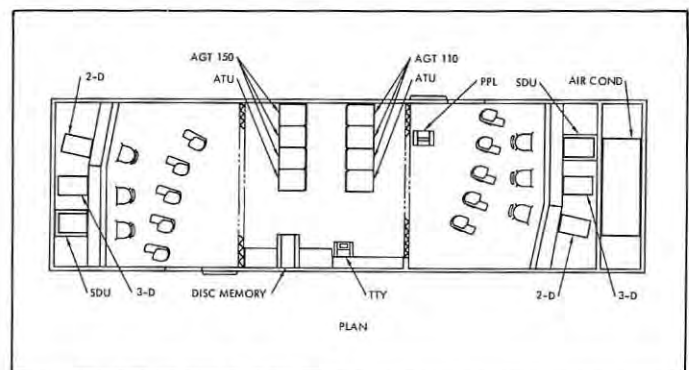 AGT 150
AGT 110
2-D
ATU
ATU
PPL
SDU
AIR COND
SDU
3-D
DISC MEMORY
TTY
2-D
3-D
PLAN